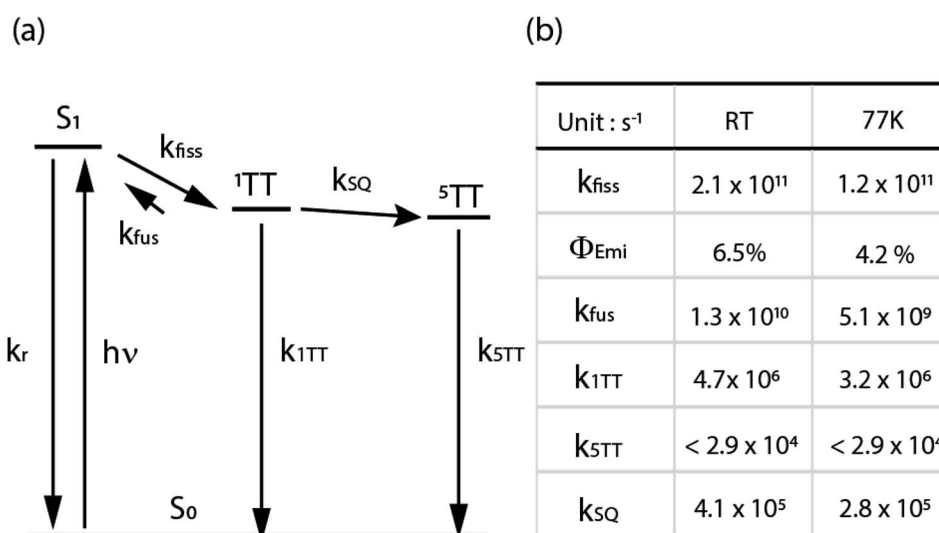 (a)
(b)
S₁
kfiss
¹TT
kSQ
⁵TT
kfus
kr
hν
k1TT
k5TT
S₀
Unit : s⁻¹ RT 77K
kfiss 2.1 x 10¹¹ 1.2 x 10¹¹
ΦEmi 6.5% 4.2 %
kfus 1.3 x 10¹⁰ 5.1 x 10⁹
k1TT 4.7x 10⁶ 3.2 x 10⁶
k5TT < 2.9 x 10⁴ < 2.9 x 10⁴
kSQ 4.1 x 10⁵ 2.8 x 10⁵